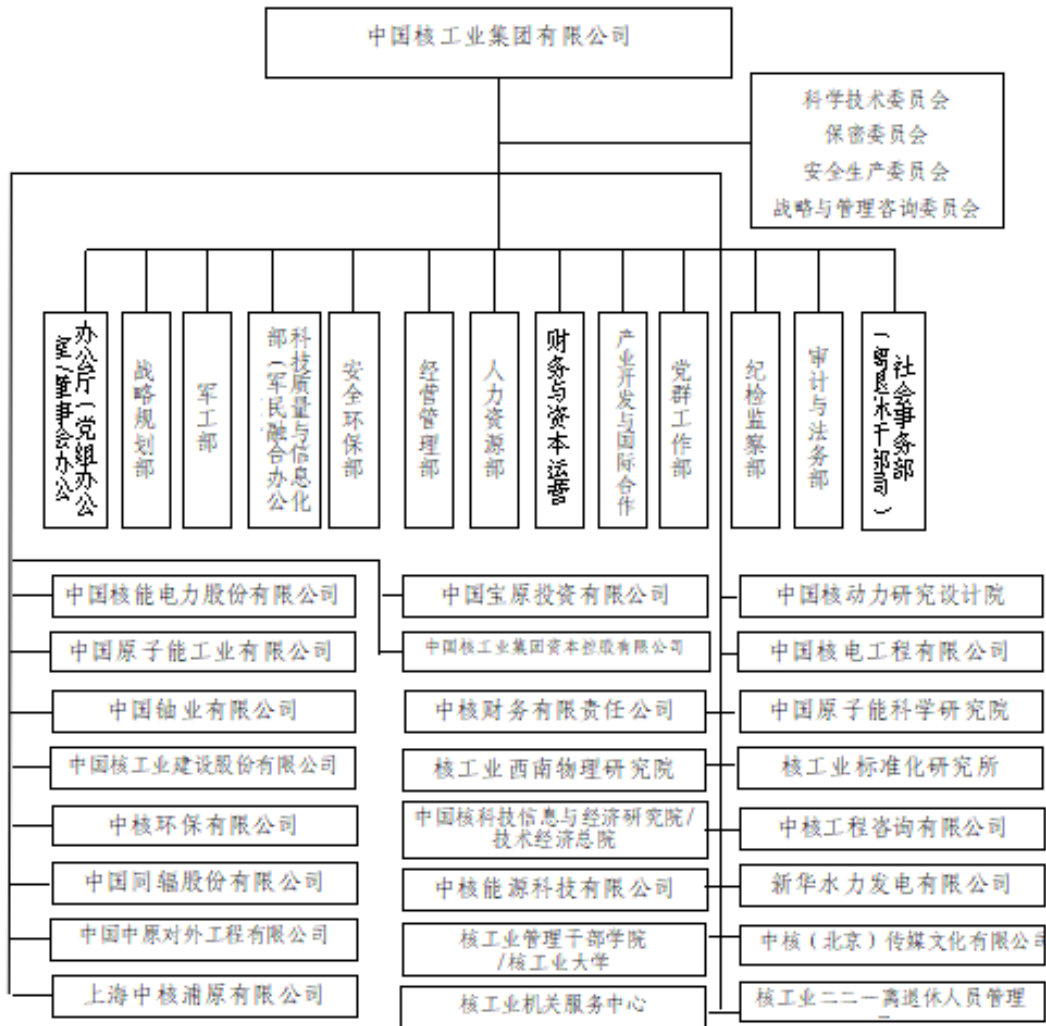 中国核工业集团有限公司
科学技术委员会
保密委员会
安全生产委员会
战略与管理咨询委员会
办公厅（党组办公
室、董事会办公
战略规划部
军工部
科技质量与信息化
部（军民融合办公
安全环保部
经营管理部
人力资源部
财务与资本运营
产业开发与国际合作
党群工作部
纪检监察部
审计与法务部
社会事务部
（离退休干部局）
中国核能电力股份有限公司
中国宝原投资有限公司
中国核动力研究设计院
中国原子能工业有限公司
中国核工业集团资本控股有限公司
中国核电工程有限公司
中国铀业有限公司
中核财务有限责任公司
中国原子能科学研究院
中国核工业建设股份有限公司
核工业西南物理研究院
核工业标准化研究所
中核环保有限公司
中国核科技信息与经济研究院/
技术经济总院
中核工程咨询有限公司
中国同辐股份有限公司
中核能源科技有限公司
新华水力发电有限公司
中国中原对外工程有限公司
核工业管理干部学院
/核工业大学
中核（北京）传媒文化有限公司
上海中核浦原有限公司
核工业机关服务中心
核工业二二一离退休人员管理